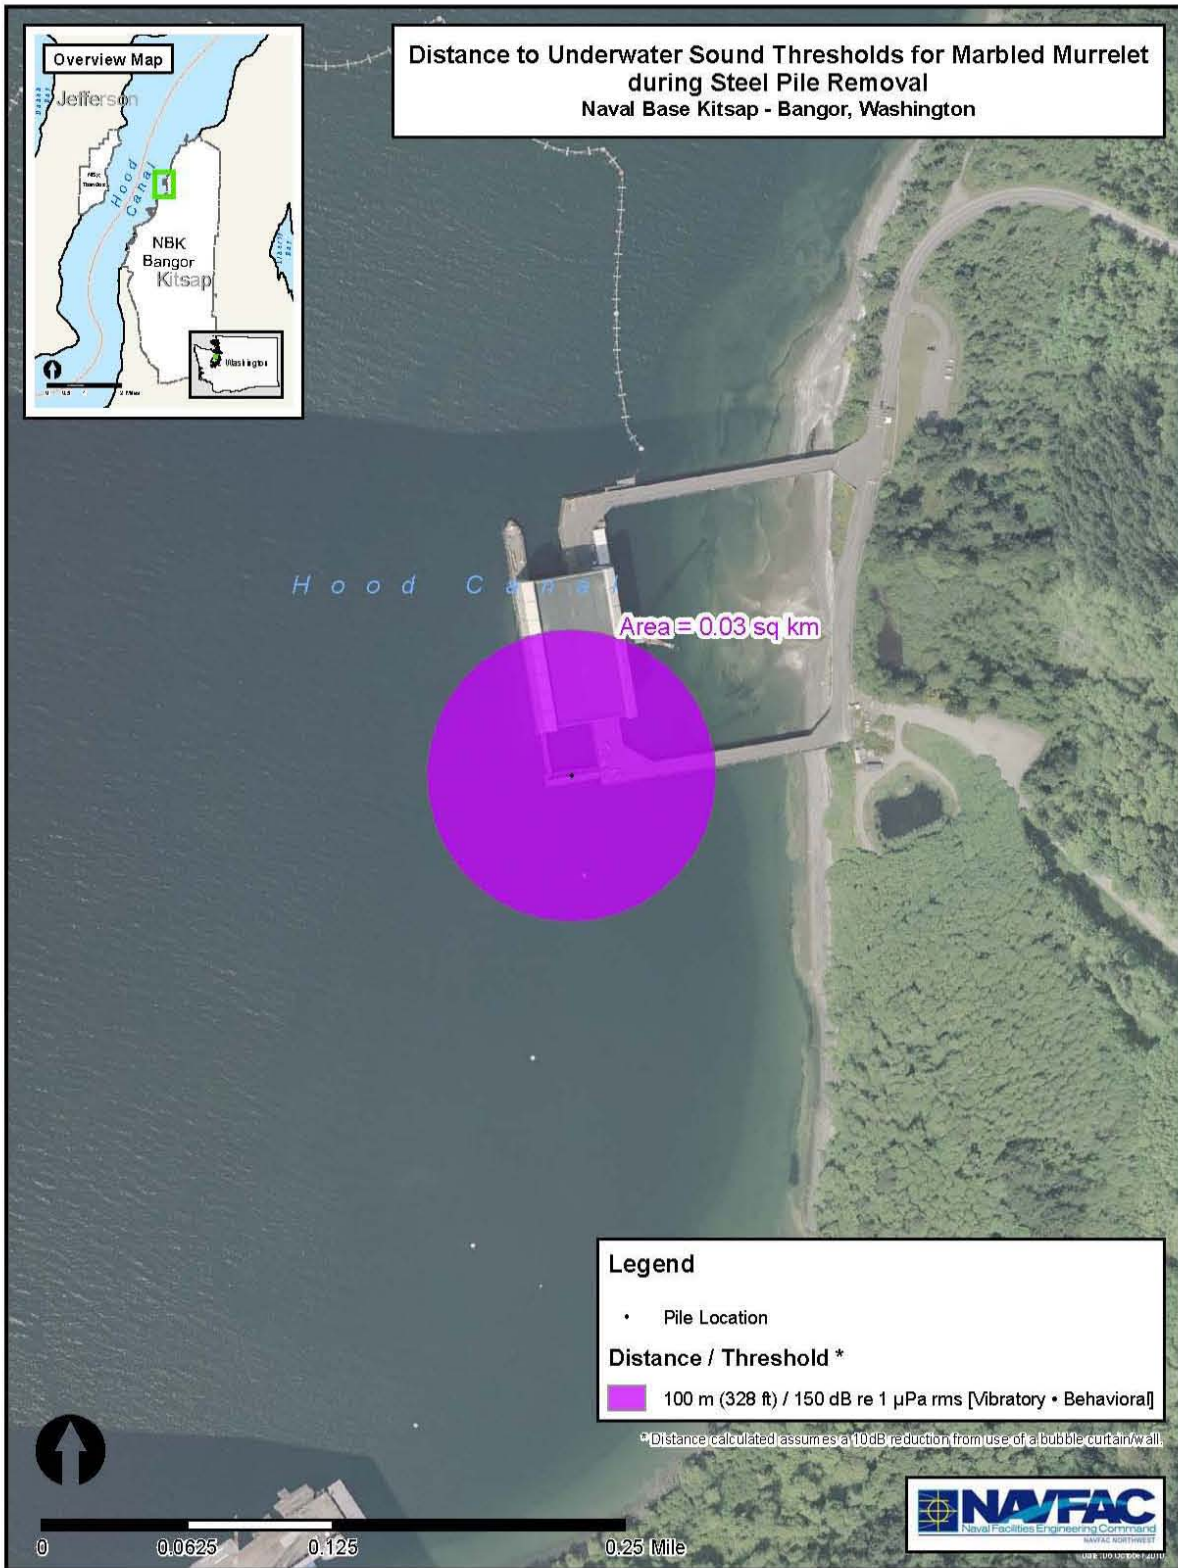 Overview Map
Jefferson
Hood
Canal
NBK
Bangor
Kitsap
Washington
Distance to Underwater Sound Thresholds for Marbled Murrelet
during Steel Pile Removal
Naval Base Kitsap - Bangor, Washington
Hood Canal
Area = 0.03 sq km
Legend
Pile Location
Distance / Threshold *
100 m (328 ft) / 150 dB re 1 µPa rms [Vibratory • Behavioral]
* Distance calculated assumes a 10dB reduction from use of a bubble curtain/wall.
0 0.0625 0.125 0.25 Mile
NAVFAC
Naval Facilities Engineering Command
NAVFAC NORTHWEST